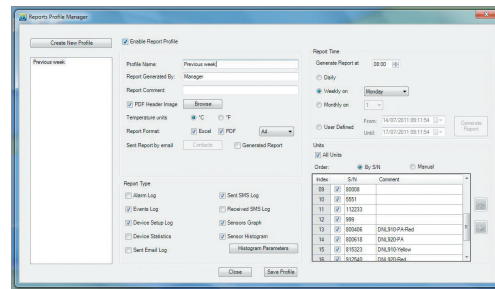 Reports Profile Manager
Create New Profile
Enable Report Profile
Previous week
Profile Name: Previous week
Report Generated By: Manager
Report Comment:
PDF Header Image Browse
Temperature units °C °F
Report Format: Excel PDF A4
Sent Report by email Contacts Generated Report
Report Type
Alarm Log Sent SMS Log
Events Log Received SMS Log
Device Setup Log Sensors Graph
Device Statistics Sensor Histogram
Sent Email Log Histogram Parameters
Report Time
Generate Report at 08:00
Daily
Weekly on Monday
Monthly on 1
User Defined
From: 14/07/2011 09:11:54
Until: 17/07/2011 09:11:54
Generate Report
Units
All Units
Order: By S/N Manual
Index S/N Comment
09 80008
10 5551
11 112233
12 999
13 800406 DNL910-PA-Red
14 800618 DNL920-PA
15 815323 DNL910-Yellow
16 912540 DNL920-Red
Close Save Profile